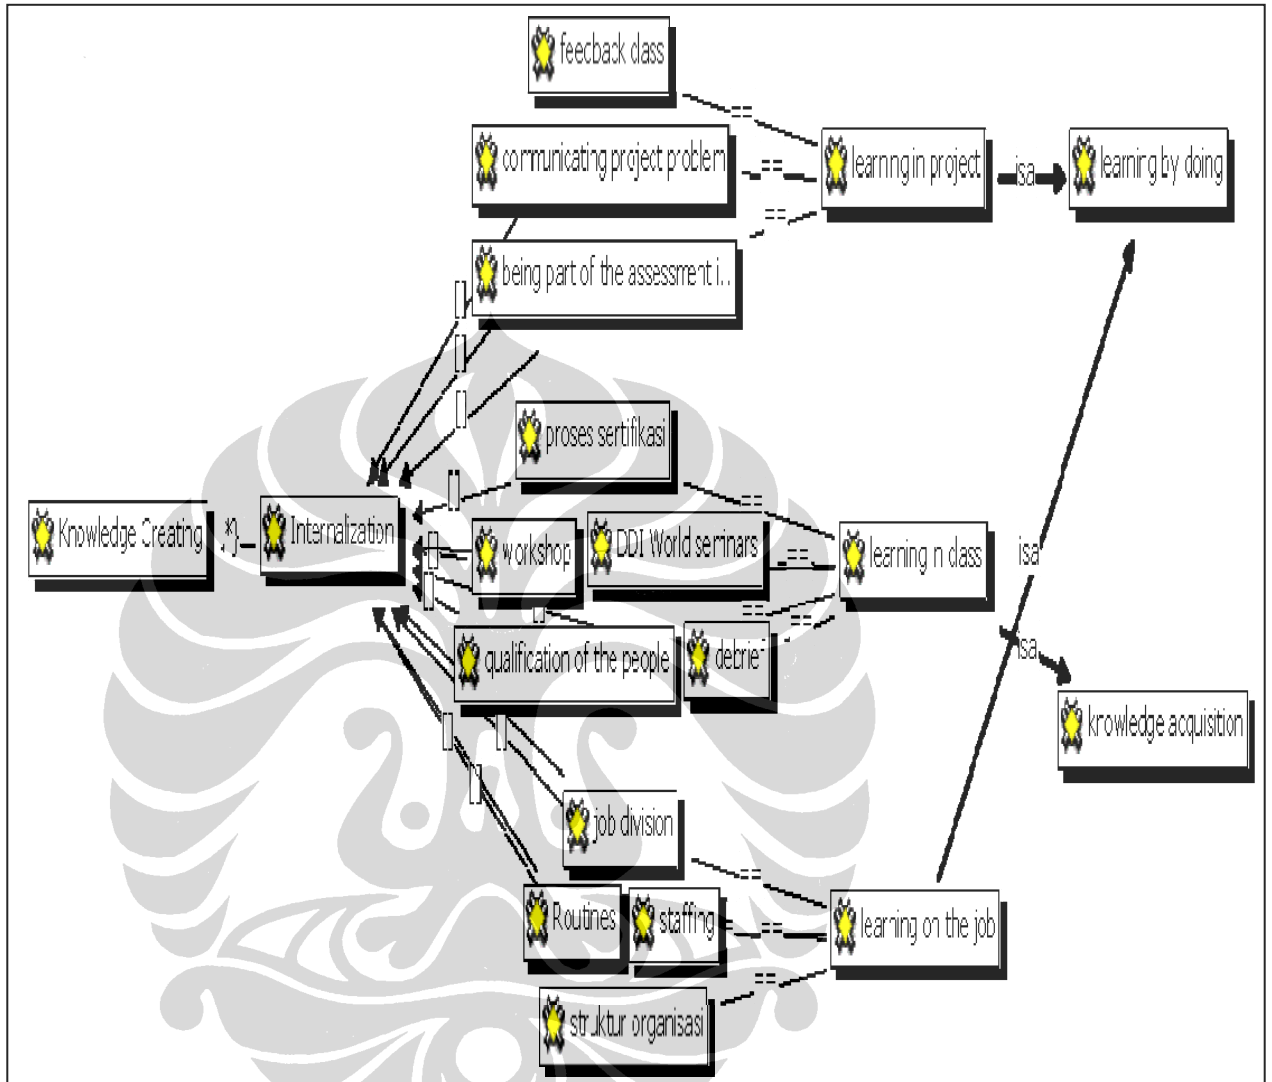 feedback class
==
communicating project problem
==
learning in project
isa
learning by doing
==
being part of the assessment i..
[]
[]
[]
proses sertifikasi
[]
==
Knowledge Creating
*}
Internalization
[]
workshop
DDI World seminars
==
learning in class
isa
[]
[]
==
==
qualification of the people
debrief
isa
knowledge acquisition
[]
[]
[]
job division
==
Routines
staffing
==
learning on the job
==
struktur organisasi